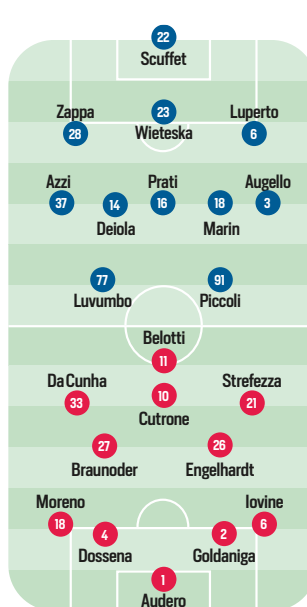 22
Scuffet
Zappa 23 Luperto
28 Wieteska 6
Azzi Prati Augello
37 14 16 18 3
Deiola Marin
77 91
Luvumbo Piccoli
Belotti
11
Da Cunha 10 Strefezza
33 Cutrone 21
27 26
Braunoder Engelhardt
Moreno Iovine
18 4 2 6
Dossena Goldaniga
1
Audero